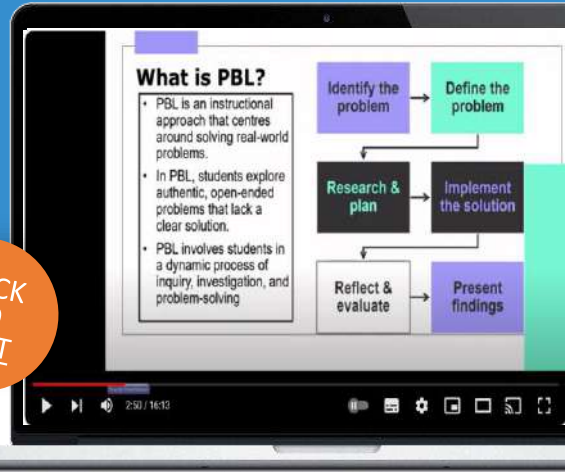 What is PBL?
• PBL is an instructional
approach that centres
around solving real-world
problems.
• In PBL, students explore
authentic, open-ended
problems that lack a
clear solution.
• PBL involves students in
a dynamic process of
inquiry, investigation, and
problem-solving
Identify the
problem
Define the
problem
Research &
plan
Implement
the solution
Reflect &
evaluate
Present
findings
2:50 / 16:13